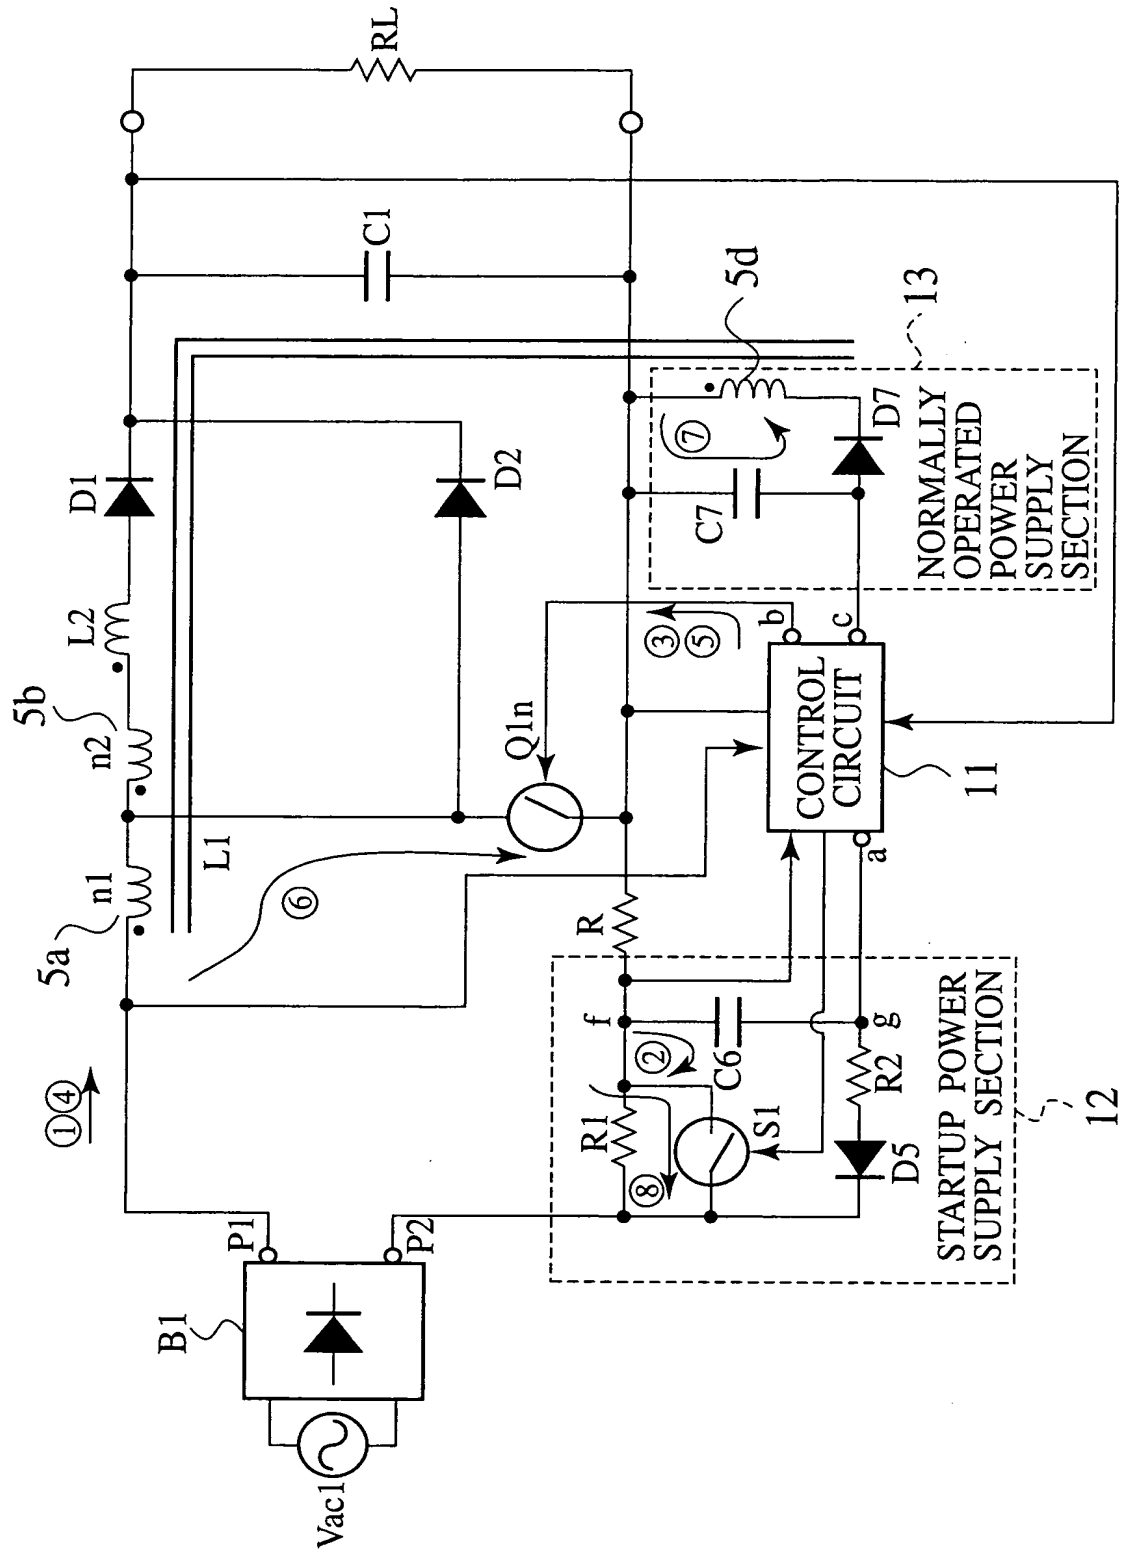 Vac1
B1
P1
P2
①④
5a
n1
L1
n2
5b
L2
D1
D2
C1
RL
⑥
Q1n
③
⑤
R
f
R1
②
⑧
S1
C6
g
R2
D5
STARTUP POWER
SUPPLY SECTION
12
a
b
c
CONTROL
CIRCUIT
11
C7
⑦
5d
D7
13
NORMALLY
OPERATED
POWER
SUPPLY
SECTION